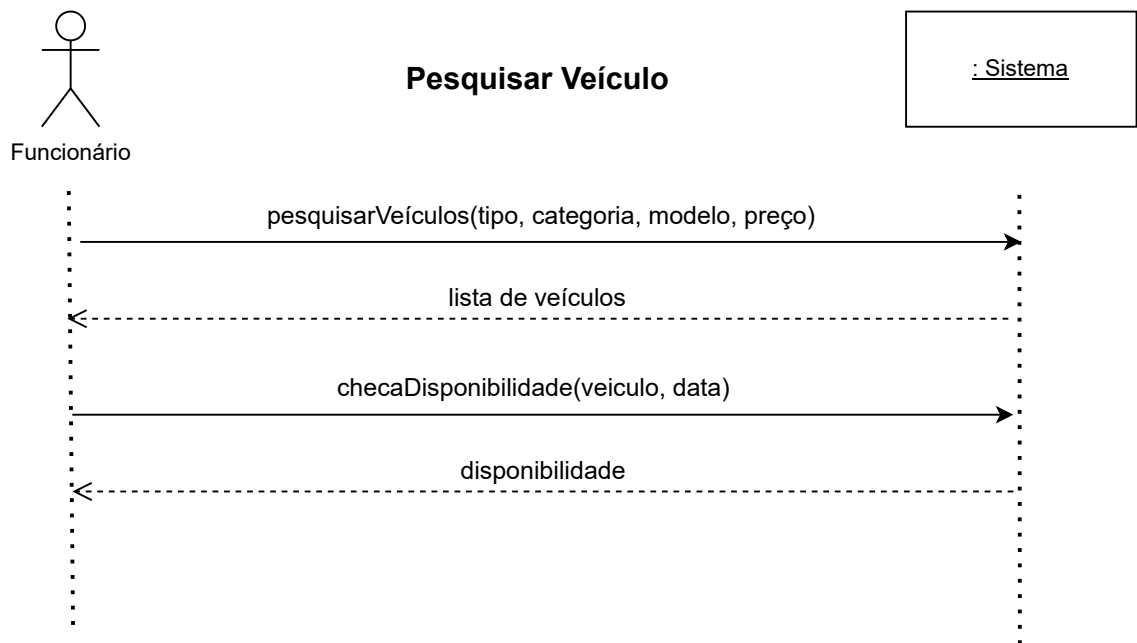 Pesquisar Veículo
: Sistema
Funcionário
pesquisarVeículos(tipo, categoria, modelo, preço)
lista de veículos
checaDisponibilidade(veiculo, data)
disponibilidade